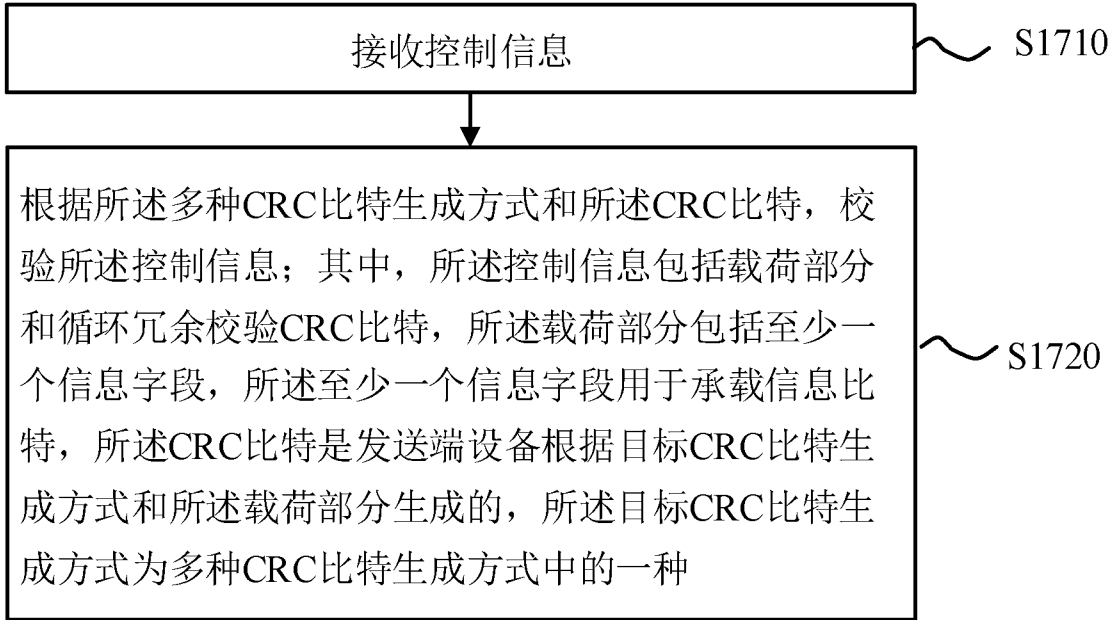 接收控制信息
S1710
根据所述多种CRC比特生成方式和所述CRC比特，校
验所述控制信息；其中，所述控制信息包括载荷部分
和循环冗余校验CRC比特，所述载荷部分包括至少一
个信息字段，所述至少一个信息字段用于承载信息比
特，所述CRC比特是发送端设备根据目标CRC比特生
成方式和所述载荷部分生成的，所述目标CRC比特生
成方式为多种CRC比特生成方式中的一种
S1720